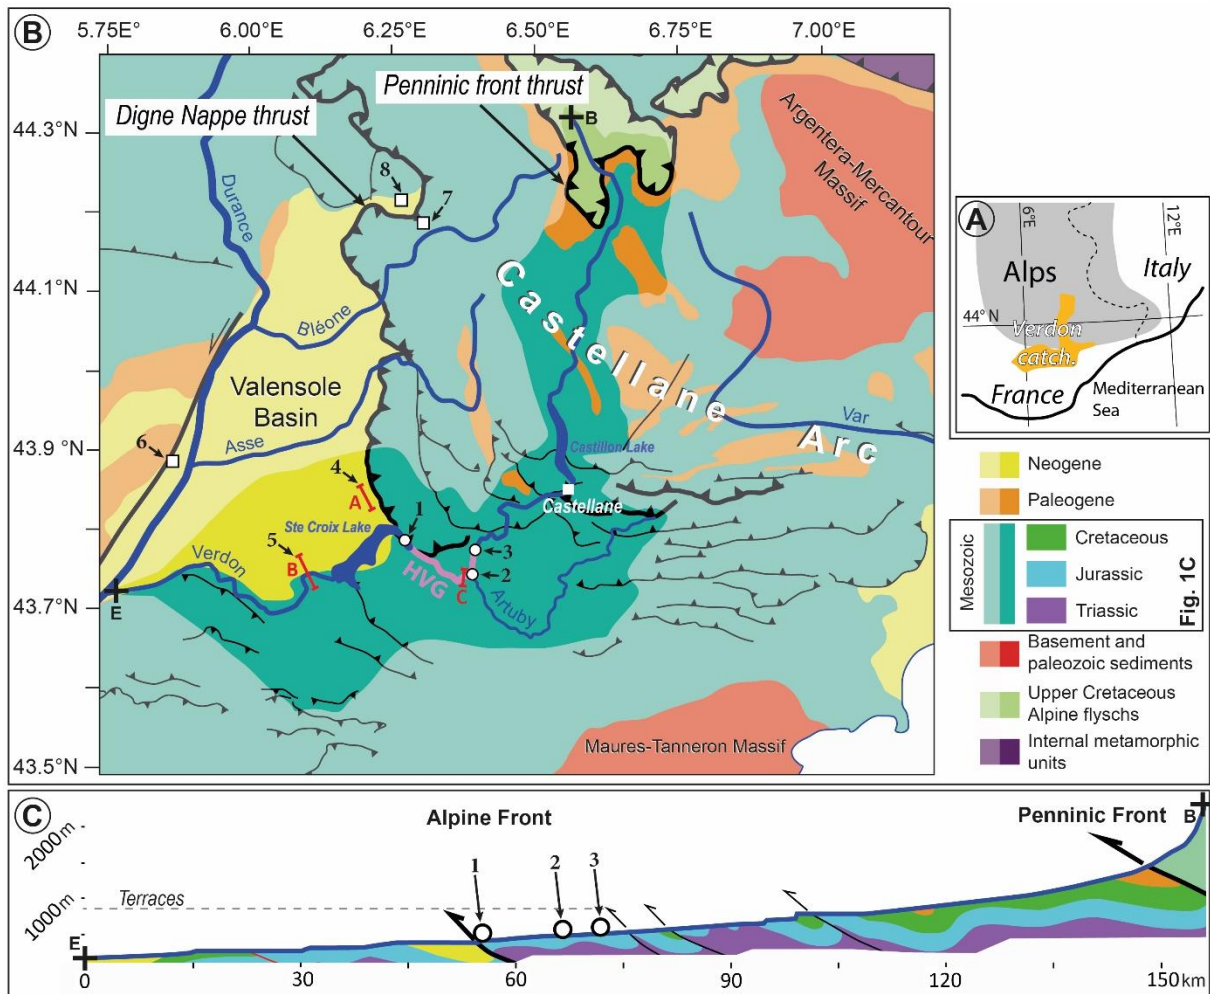 B
5.75E°
6.00°E
6.25°E
6.50°E
6.75°E
7.00°E
44.3°N
44.1°N
43.9 °N
43.7°N
43.5°N
Penninic front thrust
Digne Nappe thrust
B
Argentera-Mercantour
Massif
Durance
8
7
Bléone
Castellane
Arc
Valensole
Basin
Var
Asse
6
Castillon Lake
4
A
Castellane
Ste Croix Lake
1
5
Verdon
B
3
HVG
2
C
Artuby
E
Maures-Tanneron Massif
A
6°E
12°E
Alps
Italy
44° N
Verdon
catch.
France
Mediterranean
Sea
Neogene
Paleogene
Mesozoic
Cretaceous
Jurassic
Triassic
Fig. 1C
Basement and
paleozoic sediments
Upper Cretaceous
Alpine flyschs
Internal metamorphic
units
C
Alpine Front
Penninic Front
B
2000m
1000m
Terraces
1
2
3
E
0
30
60
90
120
150km